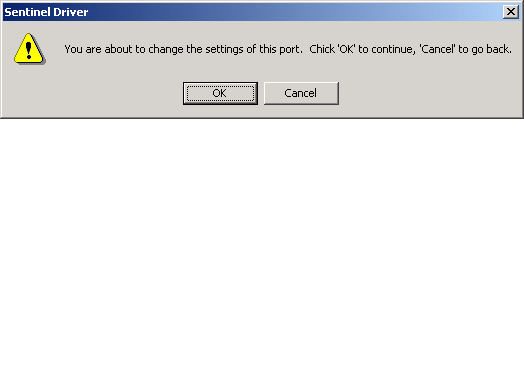 Sentinel Driver
You are about to change the settings of this port.  Chick 'OK' to continue, 'Cancel' to go back.
OK
Cancel